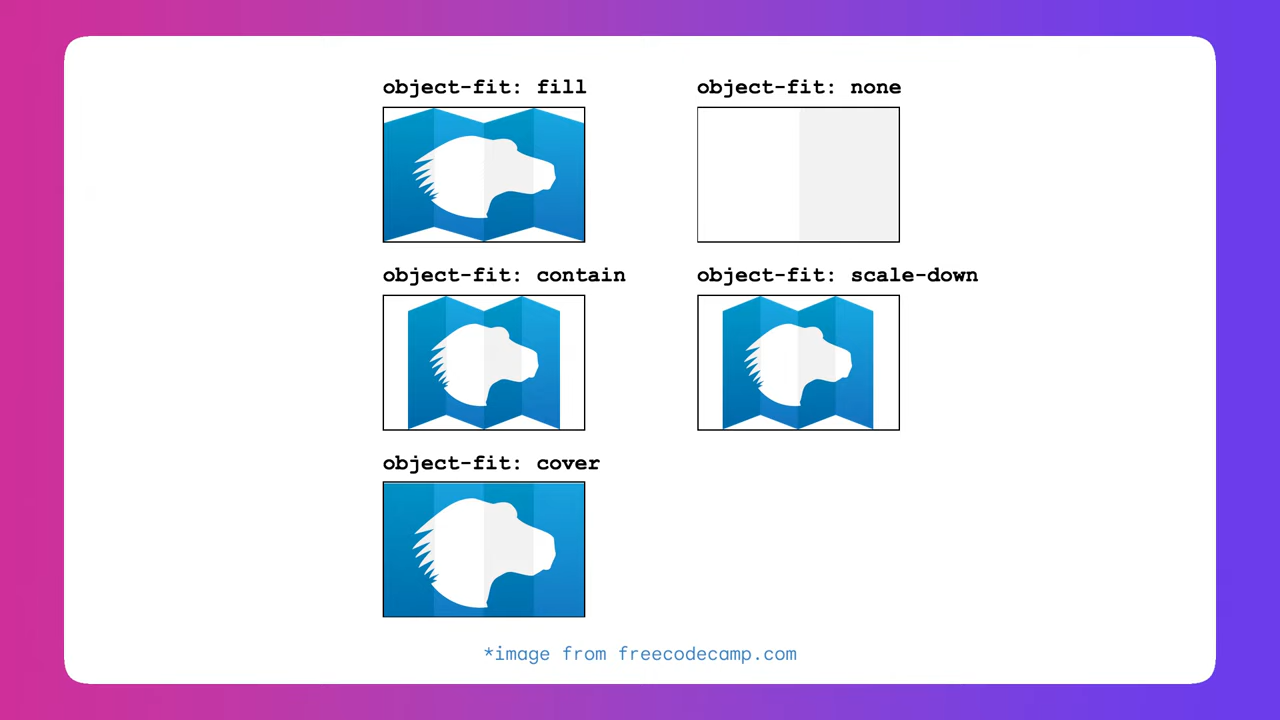 object-fit: fill
object-fit: none
object-fit: contain
object-fit: scale-down
object-fit: cover
*image from freecodecamp.com